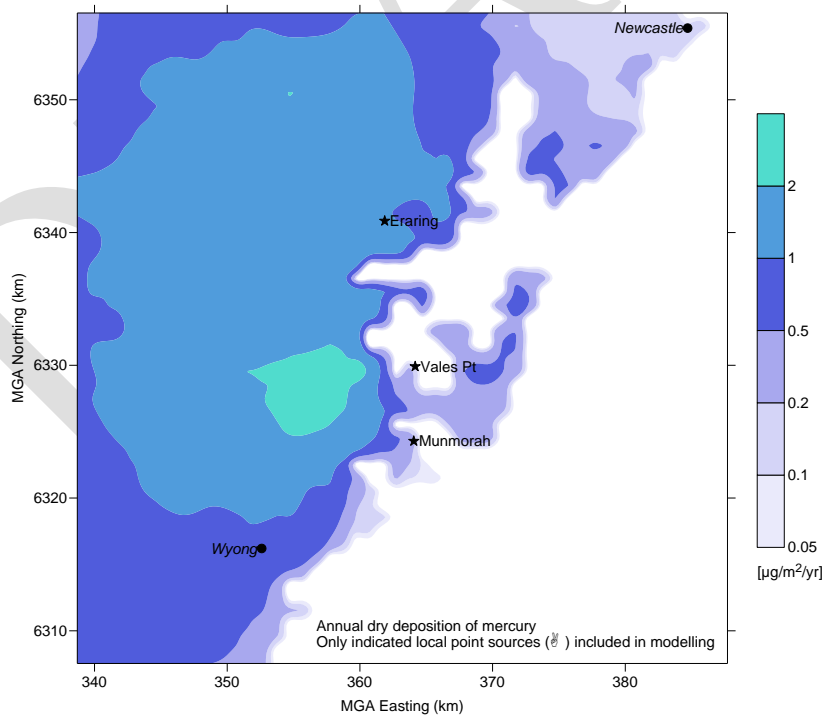 Newcastle
6350
6340
6330
6320
6310
MGA Northing (km)
Eraring
Vales Pt
Munmorah
Wyong
Annual dry deposition of mercury
Only indicated local point sources (✌ ) included in modelling
340
350
360
370
380
MGA Easting (km)
2
1
0.5
0.2
0.1
0.05
[µg/m²/yr]